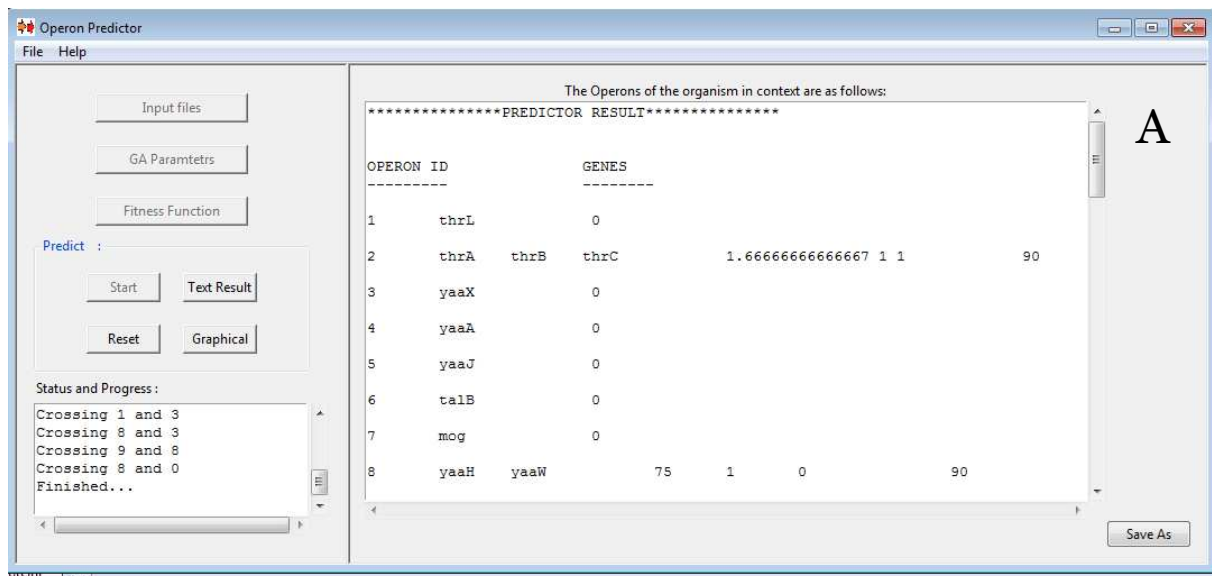 Operon Predictor
File Help
Input files
GA Paramtetrs
Fitness Function
Predict :
Start Text Result
Reset Graphical
Status and Progress :
Crossing 1 and 3
Crossing 8 and 3
Crossing 9 and 8
Crossing 8 and 0
Finished...
The Operons of the organism in context are as follows:
***************PREDICTOR RESULT***************
OPERON ID GENES
--------- --------
1 thrL 0
2 thrA thrB thrC 1.66666666666667 1 1 90
3 yaaX 0
4 yaaA 0
5 yaaJ 0
6 talB 0
7 mog 0
8 yaaH yaaW 75 1 0 90
A
Save As